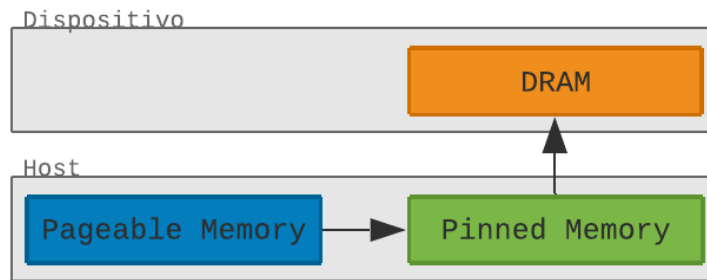 Dispositivo
DRAM
Host
Pageable Memory
Pinned Memory